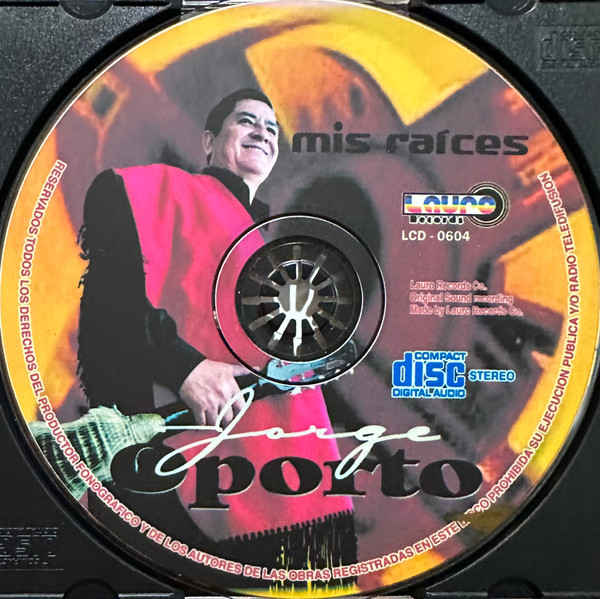 mis raíces
LAURO
records
LCD - 0604
Lauro Records Co.
Original Sound recording
Made by Lauro Records Co.
COMPACT
disc
DIGITAL AUDIO
STEREO
Jorge
Oporto
RESERVADOS TODOS LOS DERECHOS DEL PRODUCTOR FONOGRAFICO Y DE LOS AUTORES DE LAS OBRAS REGISTRADAS EN ESTE DISCO PROHIBIDA SU EJECUCION PUBLICA Y/O RADIO TELEDIFUSION